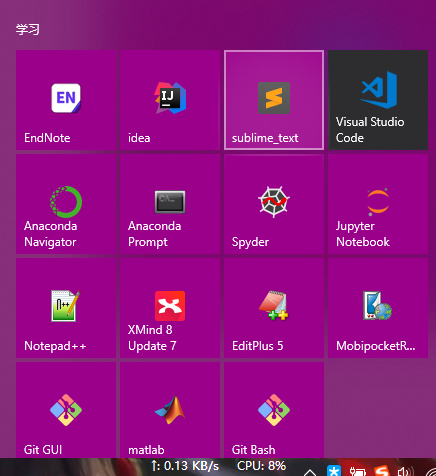 学习
EN
EndNote
IJ
idea
sublime_text
Visual Studio
Code
Anaconda
Navigator
Anaconda
Prompt
Spyder
Jupyter
Notebook
Notepad++
XMind 8
Update 7
EditPlus 5
MobipocketR...
Git GUI
matlab
Git Bash
↑: 0.13 KB/s CPU: 8%